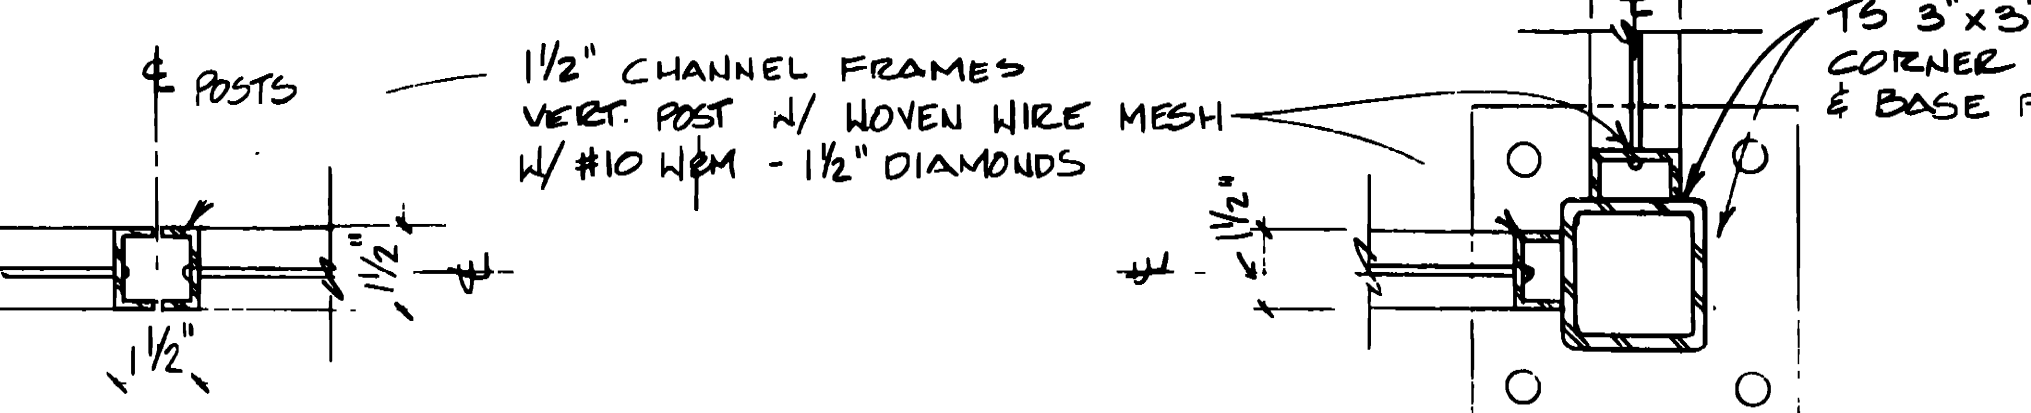 ℄ POSTS
1½" CHANNEL FRAMES
VERT. POST W/ WOVEN WIRE MESH
W/ #10 WWM - 1½" DIAMONDS
1½"
1½"
℄
℄
1½"
TS 3"x3"
CORNER
& BASE